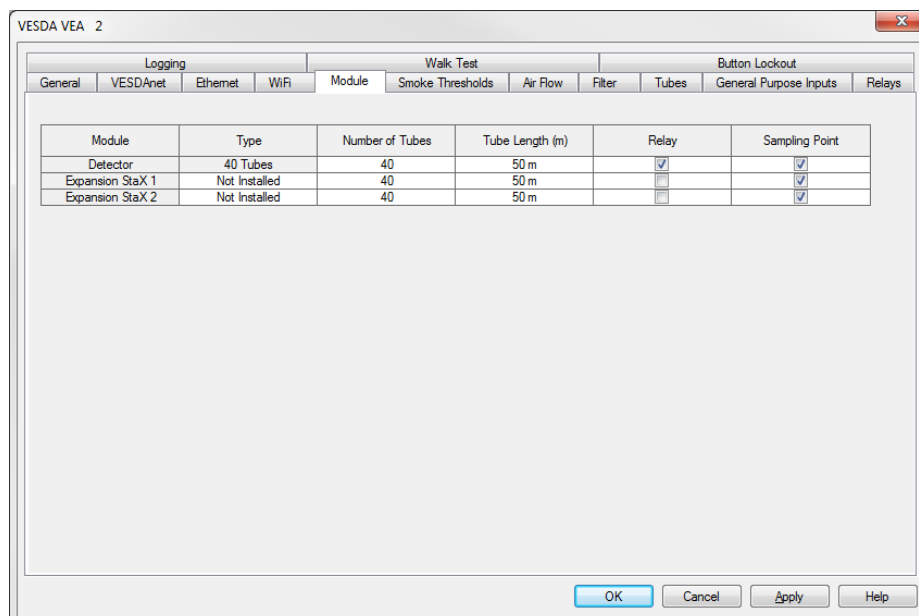 VESDA VEA 2
Logging Walk Test Button Lockout
General VESDAnet Ethernet WiFi Module Smoke Thresholds Air Flow Filter Tubes General Purpose Inputs Relays
Module Type Number of Tubes Tube Length (m) Relay Sampling Point
Detector 40 Tubes 40 50 m
Expansion StaX 1 Not Installed 40 50 m
Expansion StaX 2 Not Installed 40 50 m
OK Cancel Apply Help